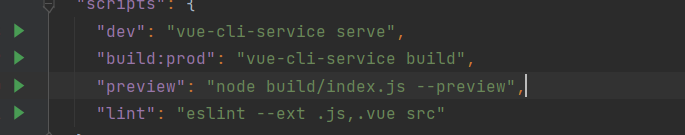 "scripts": {
"dev": "vue-cli-service serve",
"build:prod": "vue-cli-service build",
"preview": "node build/index.js --preview",
"lint": "eslint --ext .js,.vue src"